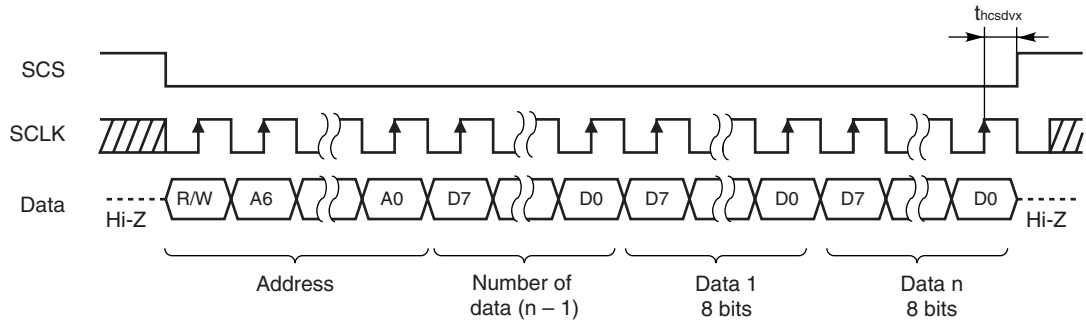 thcsdvx
SCS
SCLK
Data
R/W A6 A0 D7 D0 D7 D0 D7 D0
Hi-Z Hi-Z
Address Number of data (n – 1) Data 1 8 bits Data n 8 bits